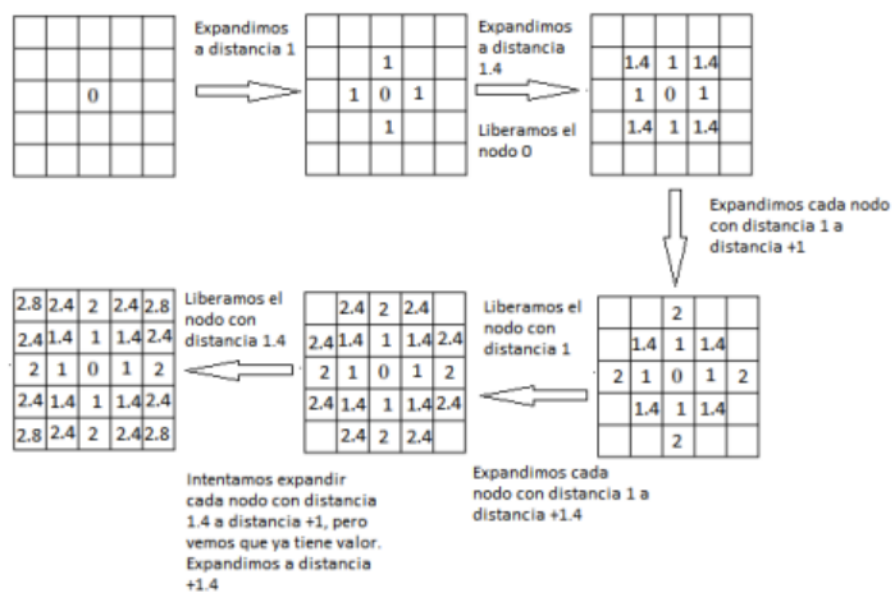 0
Expandimos
a distancia 1
1
1 0 1
1
Expandimos
a distancia
1.4
Liberamos el
nodo 0
1.4 1 1.4
1 0 1
1.4 1 1.4
Expandimos cada nodo
con distancia 1 a
distancia +1
2
1.4 1 1.4
2 1 0 1 2
1.4 1 1.4
2
Liberamos el
nodo con
distancia 1
Expandimos cada
nodo con distancia 1 a
distancia +1.4
2.4 2 2.4
2.4 1.4 1 1.4 2.4
2 1 0 1 2
2.4 1.4 1 1.4 2.4
2.4 2 2.4
Liberamos el
nodo con
distancia 1.4
Intentamos expandir
cada nodo con distancia
1.4 a distancia +1, pero
vemos que ya tiene valor.
Expandimos a distancia
+1.4
2.8 2.4 2 2.4 2.8
2.4 1.4 1 1.4 2.4
2 1 0 1 2
2.4 1.4 1 1.4 2.4
2.8 2.4 2 2.4 2.8